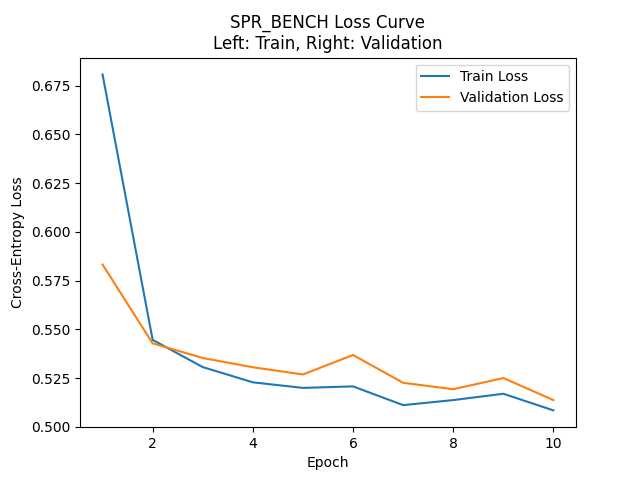 SPR_BENCH Loss Curve
Left: Train, Right: Validation
Train Loss
Validation Loss
Cross-Entropy Loss
0.675
0.650
0.625
0.600
0.575
0.550
0.525
0.500
2
4
6
8
10
Epoch